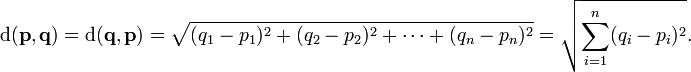 d(𝐩, 𝐪) = d(𝐪, 𝐩) = √((q₁ − p₁)² + (q₂ − p₂)² + ⋯ + (qₙ − pₙ)²) = √(∑ᵢ₌₁ⁿ (qᵢ − pᵢ)²).